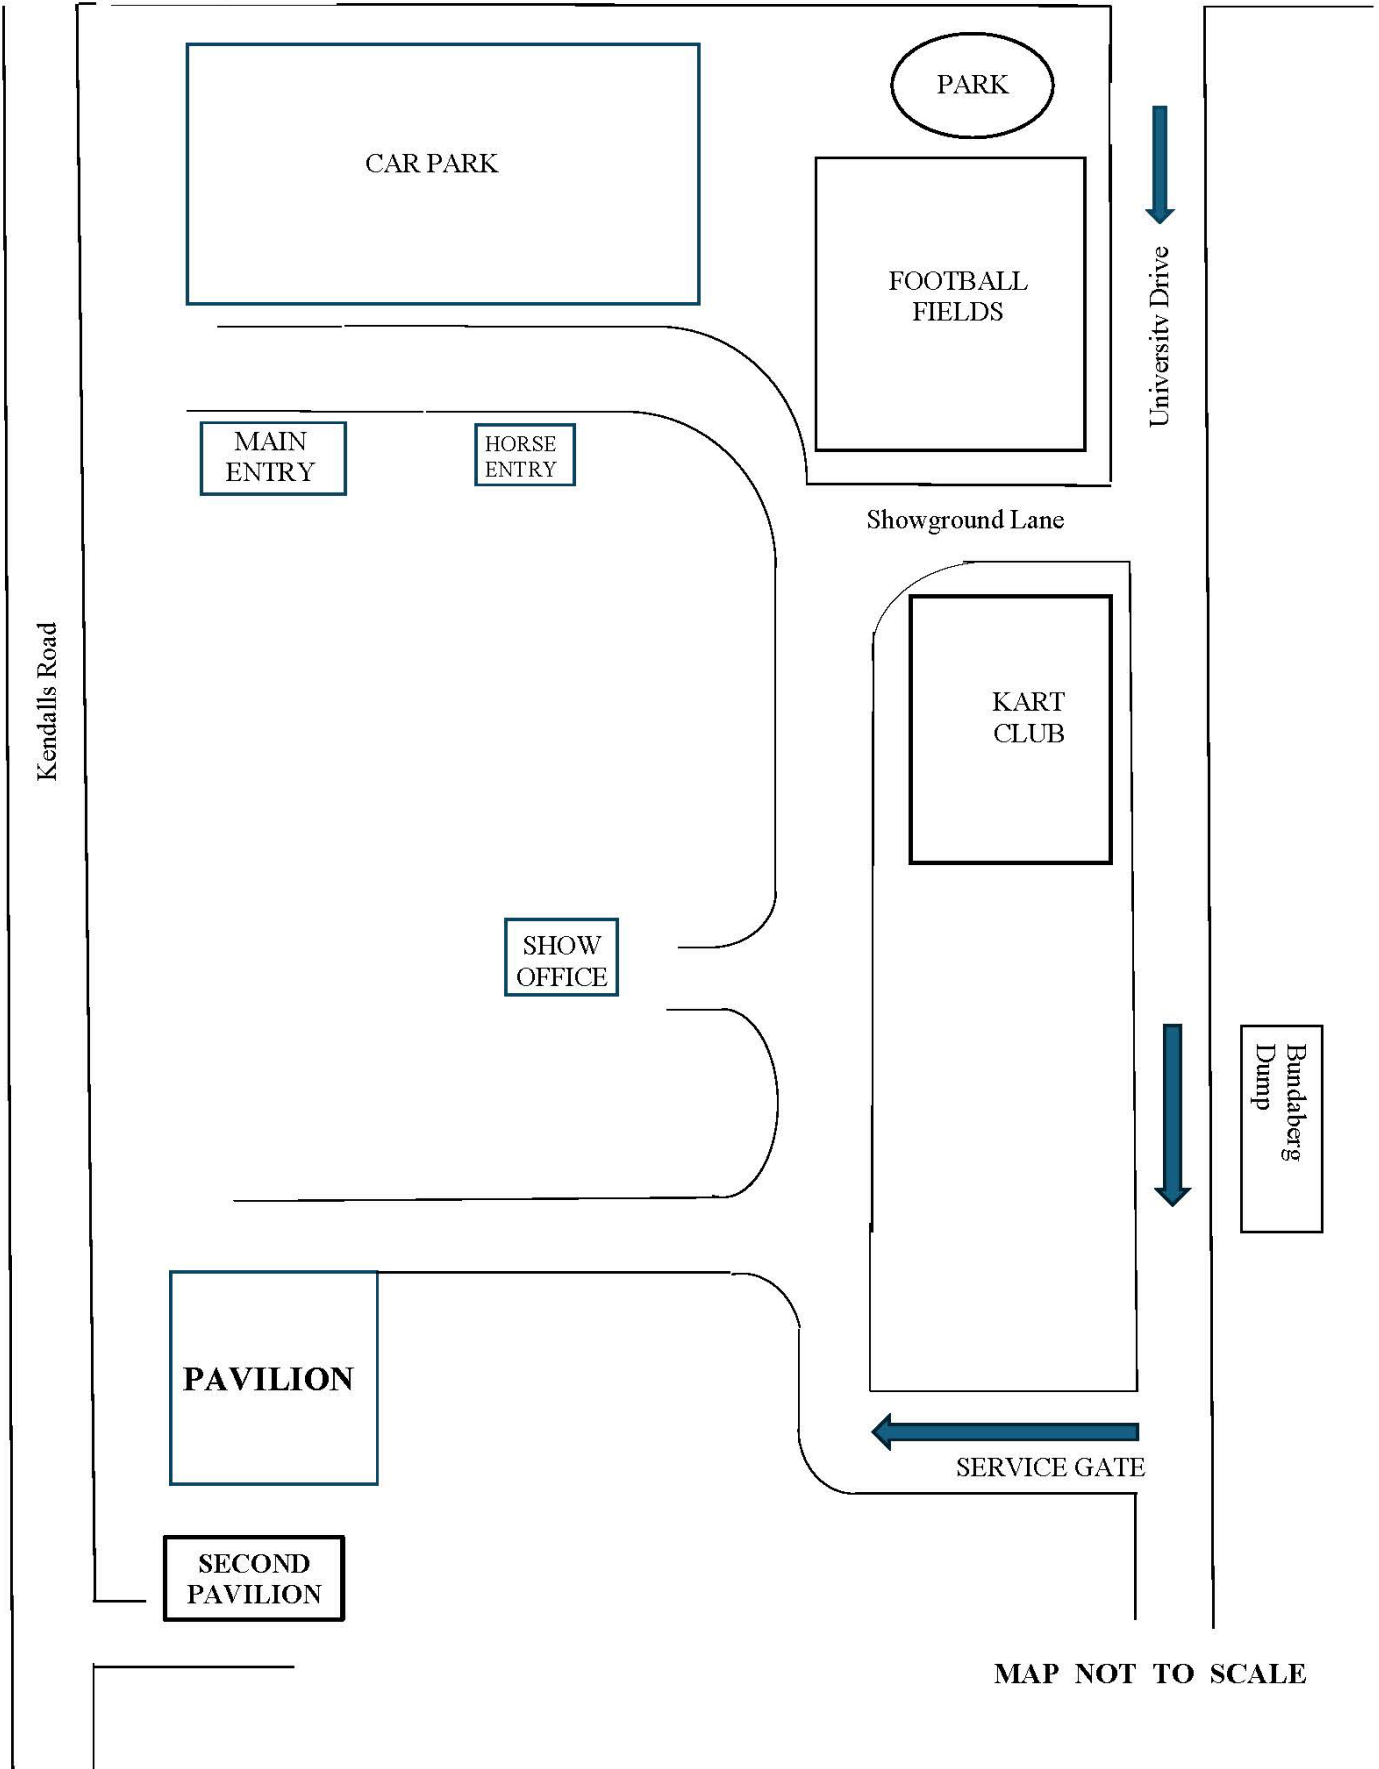 PARK
CAR PARK
FOOTBALL
FIELDS
University Drive
MAIN
ENTRY
HORSE
ENTRY
Showground Lane
Kendalls Road
KART
CLUB
SHOW
OFFICE
Bundaberg
Dump
PAVILION
SERVICE GATE
SECOND
PAVILION
MAP NOT TO SCALE